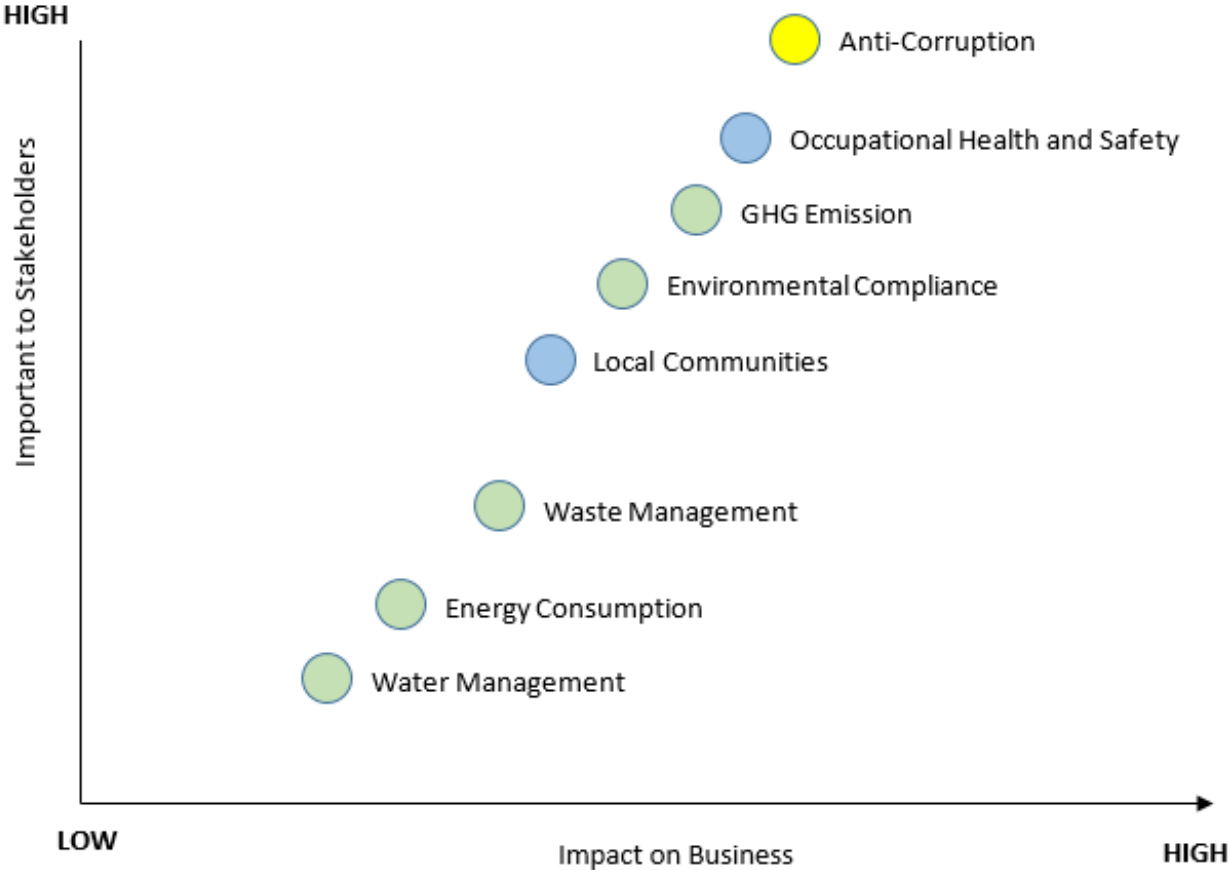 HIGH
Anti-Corruption
Occupational Health and Safety
GHG Emission
Environmental Compliance
Local Communities
Important to Stakeholders
Waste Management
Energy Consumption
Water Management
LOW
Impact on Business
HIGH